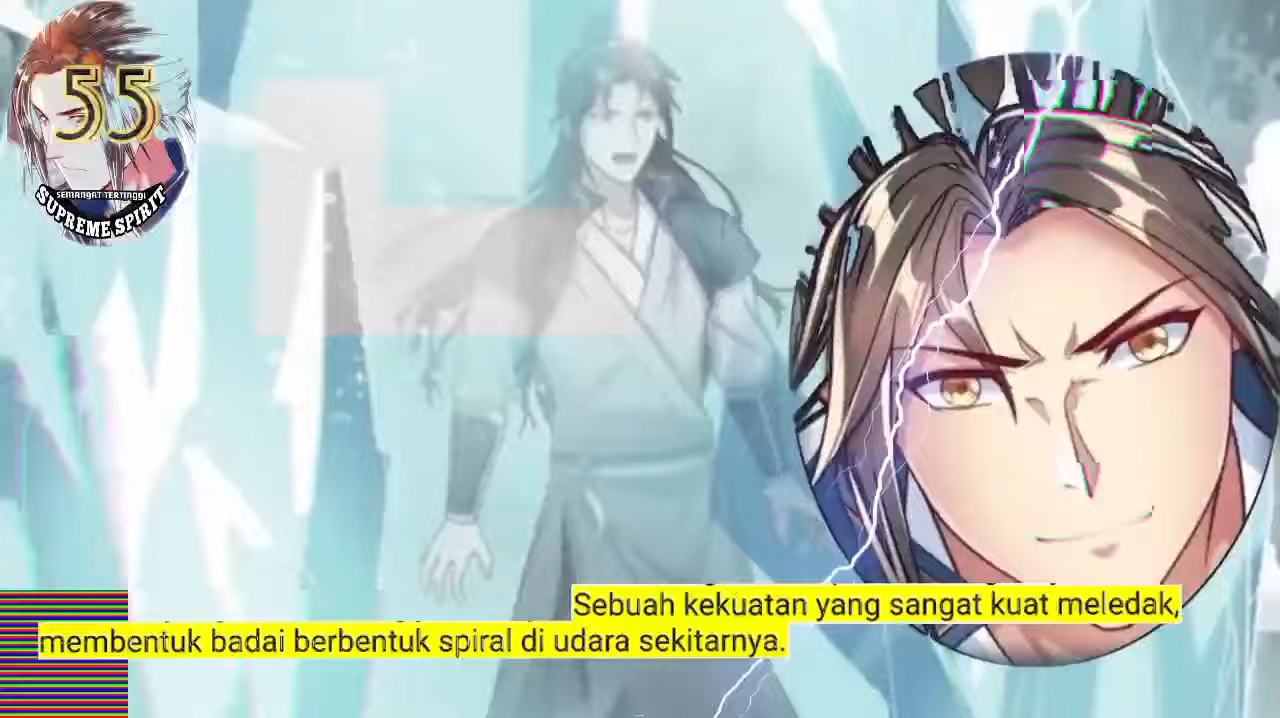 55
SEMANGAT TERTINGGI
SUPREME SPIRIT
Sebuah kekuatan yang sangat kuat meledak,
membentuk badai berbentuk spiral di udara sekitarnya.